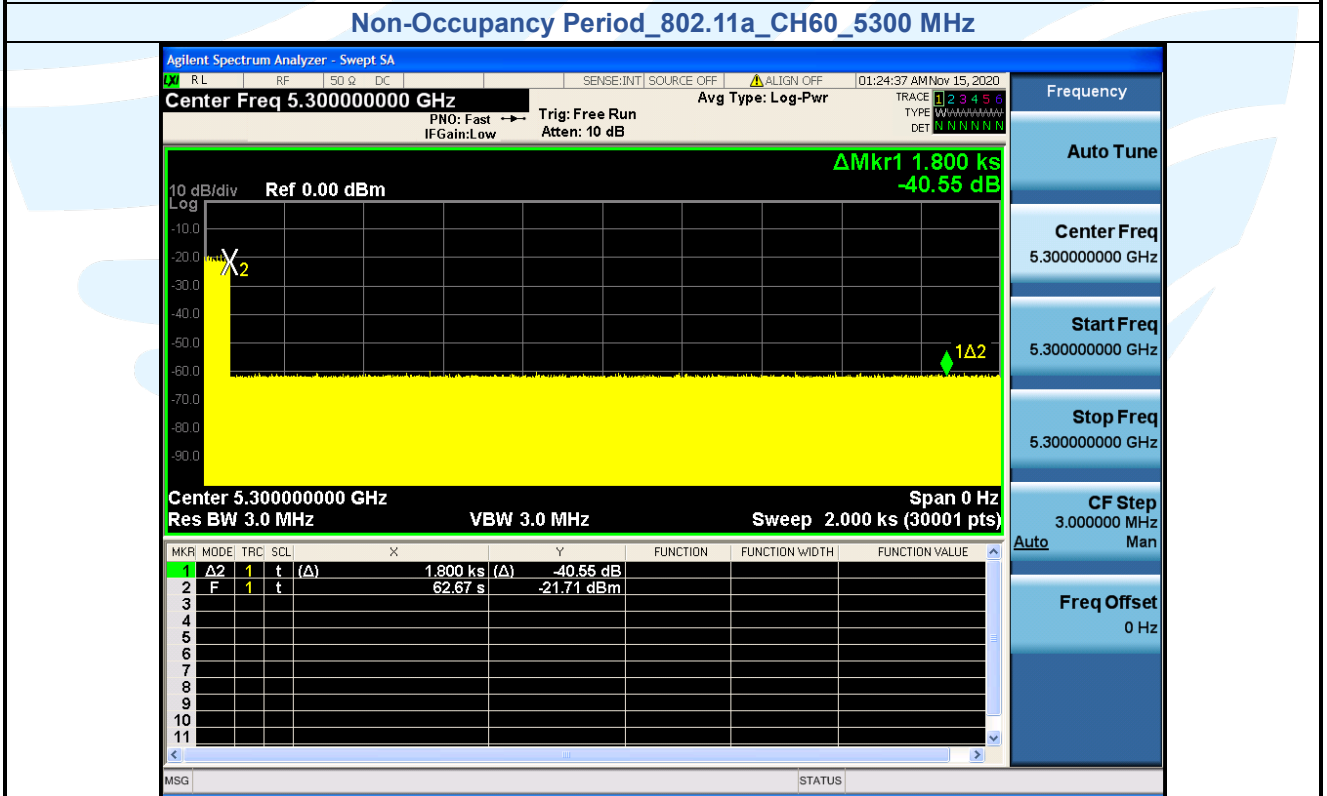 Non-Occupancy Period_802.11a_CH60_5300 MHz
Agilent Spectrum Analyzer - Swept SA
LXI RL RF 50 Ω DC SENSE:INT SOURCE OFF ALIGN OFF 01:24:37 AM Nov 15, 2020
Center Freq 5.300000000 GHz
PNO: Fast
IFGain:Low
Trig: Free Run
Atten: 10 dB
Avg Type: Log-Pwr
TRACE 1 2 3 4 5 6
TYPE WWWWWW
DET N N N N N N
ΔMkr1 1.800 ks
-40.55 dB
10 dB/div Ref 0.00 dBm
Log
-10.0
-20.0
-30.0
-40.0
-50.0
-60.0
-70.0
-80.0
-90.0
2
1Δ2
Center 5.300000000 GHz Span 0 Hz
Res BW 3.0 MHz VBW 3.0 MHz Sweep 2.000 ks (30001 pts)
MKR MODE TRC SCL X Y FUNCTION FUNCTION WIDTH FUNCTION VALUE
1 Δ2 1 t (Δ) 1.800 ks (Δ) -40.55 dB
2 F 1 t 62.67 s -21.71 dBm
3
4
5
6
7
8
9
10
11
MSG STATUS
Frequency
Auto Tune
Center Freq
5.300000000 GHz
Start Freq
5.300000000 GHz
Stop Freq
5.300000000 GHz
CF Step
3.000000 MHz
Auto Man
Freq Offset
0 Hz